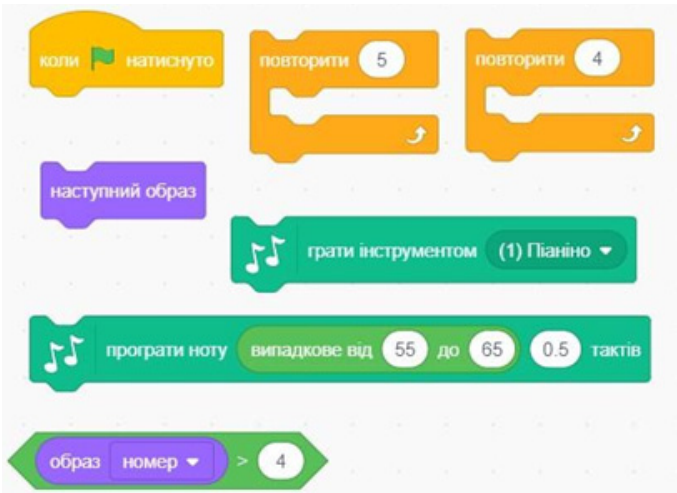 коли натиснуто
повторити 5
повторити 4
наступний образ
грати інструментом (1) Піаніно
програти ноту випадкове від 55 до 65 0.5 тактів
образ номер > 4